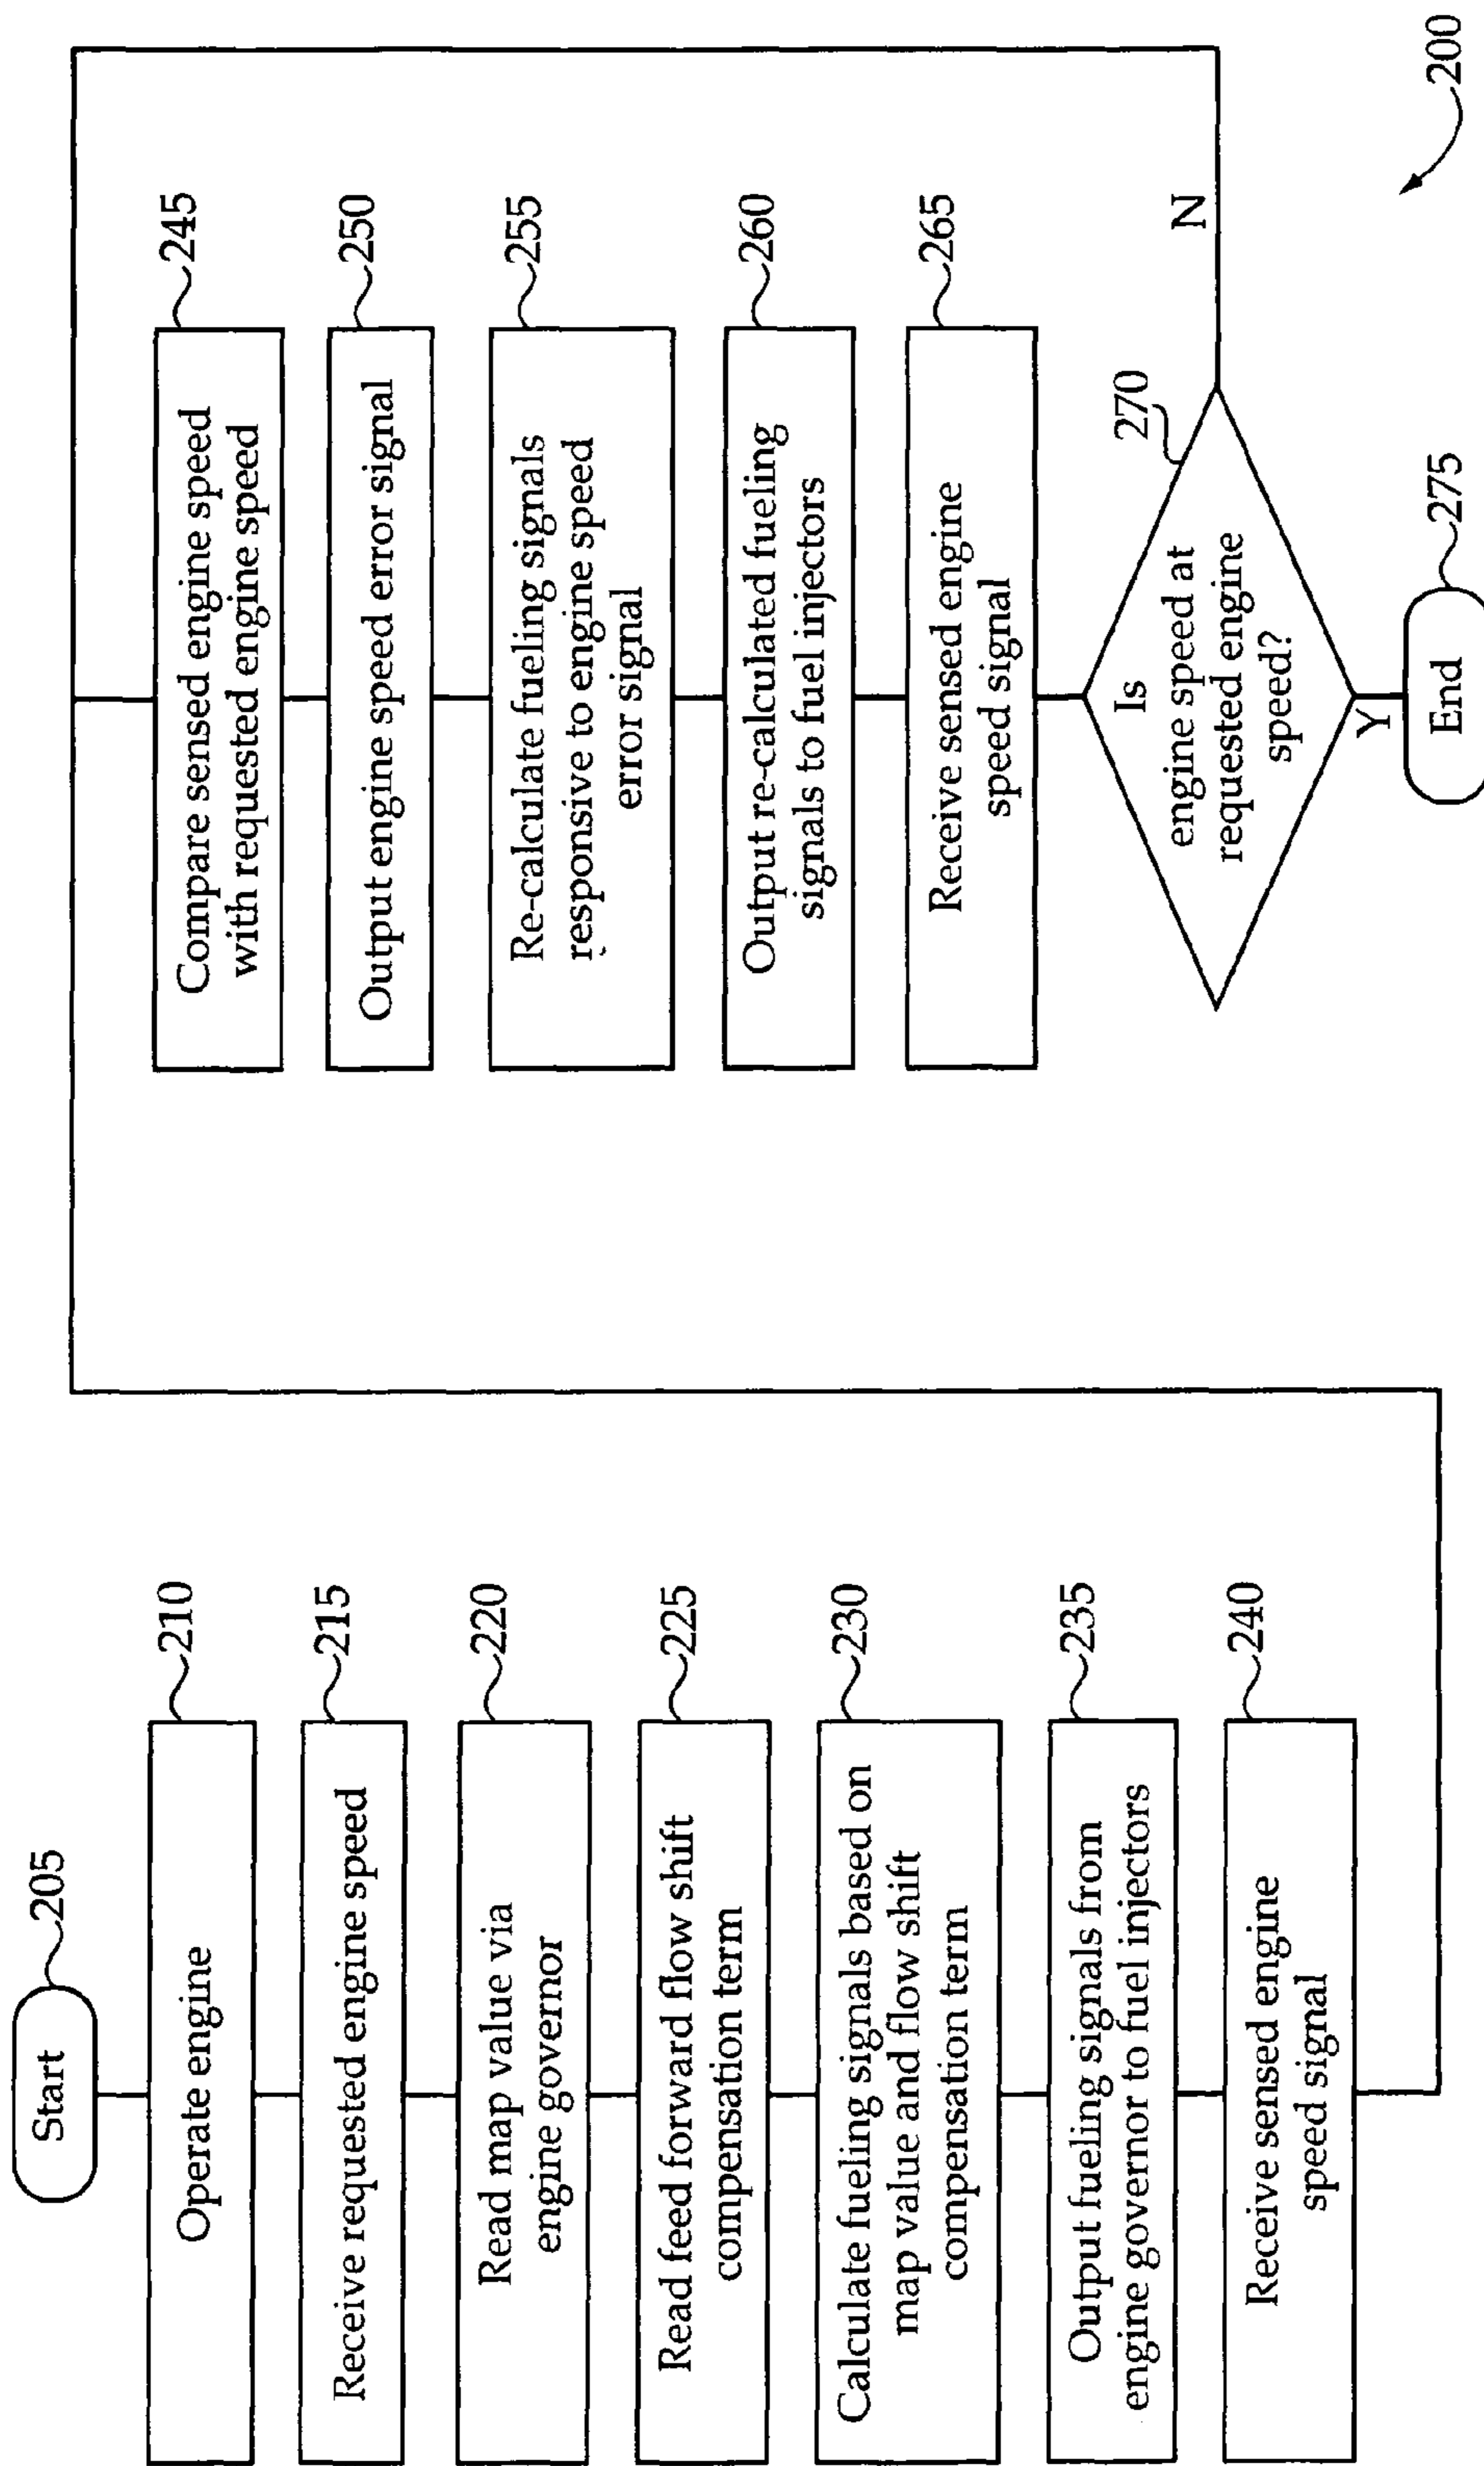 Start
205
Operate engine
210
Receive requested engine speed
215
Read map value via
engine governor
220
Read feed forward flow shift
compensation term
225
Calculate fueling signals based on
map value and flow shift
compensation term
230
Output fueling signals from
engine governor to fuel injectors
235
Receive sensed engine
speed signal
240
Compare sensed engine speed
with requested engine speed
245
Output engine speed error signal
250
Re-calculate fueling signals
responsive to engine speed
error signal
255
Output re-calculated fueling
signals to fuel injectors
260
Receive sensed engine
speed signal
265
Is
engine speed at
requested engine
speed?
270
N
Y
End
275
200